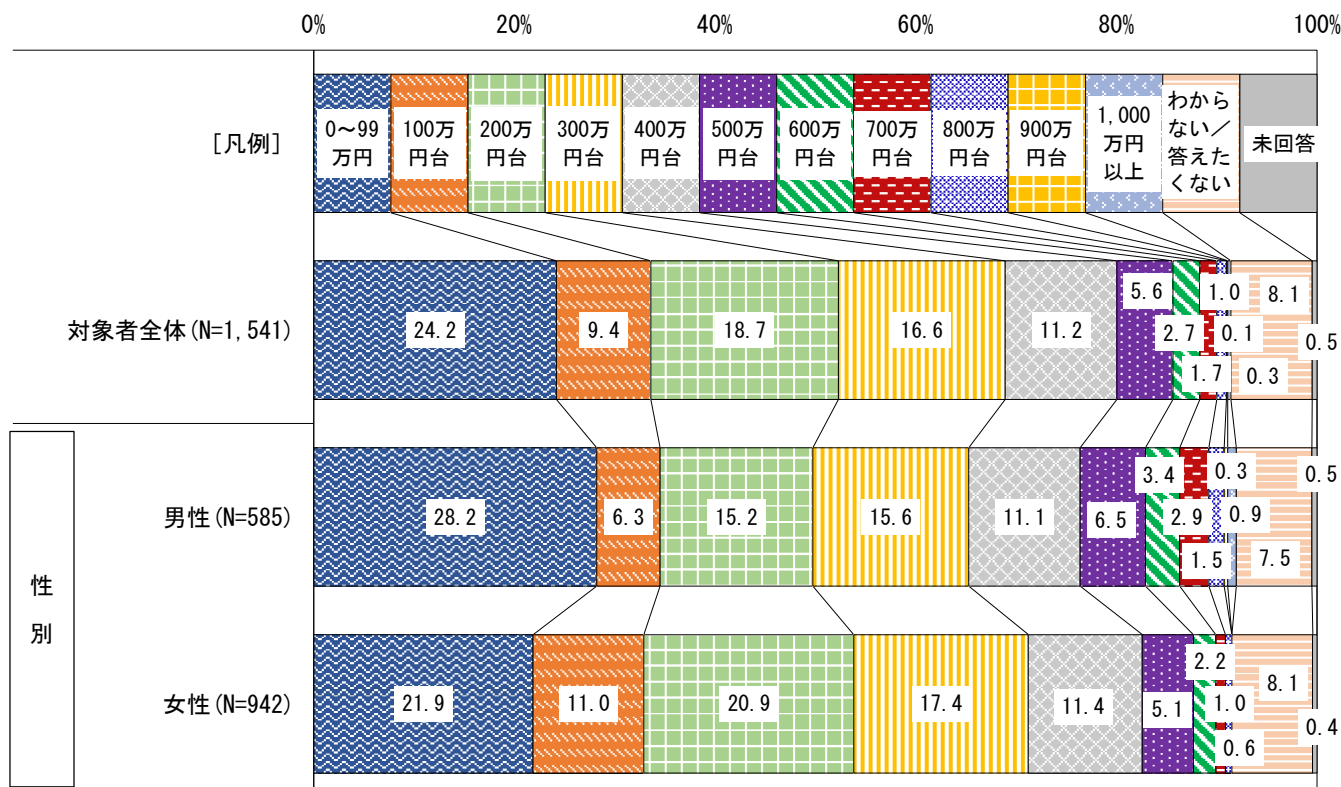 0% 20% 40% 60% 80% 100%
[凡例]
0～99
万円
100万
円台
200万
円台
300万
円台
400万
円台
500万
円台
600万
円台
700万
円台
800万
円台
900万
円台
1,000
万円
以上
わから
ない／
答えた
くない
未回答
対象者全体(N=1,541)
24.2 9.4 18.7 16.6 11.2 5.6 2.7 1.7 1.0 0.1 0.3 8.1 0.5
性
別
男性(N=585)
28.2 6.3 15.2 15.6 11.1 6.5 3.4 2.9 1.5 0.3 0.9 7.5 0.5
女性(N=942)
21.9 11.0 20.9 17.4 11.4 5.1 2.2 1.0 0.6 8.1 0.4